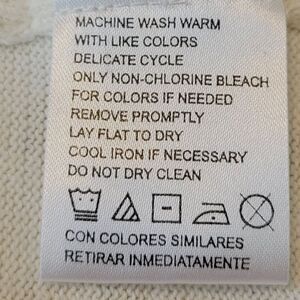 MACHINE WASH WARM
WITH LIKE COLORS
DELICATE CYCLE
ONLY NON-CHLORINE BLEACH
FOR COLORS IF NEEDED
REMOVE PROMPTLY
LAY FLAT TO DRY
COOL IRON IF NECESSARY
DO NOT DRY CLEAN
CON COLORES SIMILARES
RETIRAR INMEDIATAMENTE